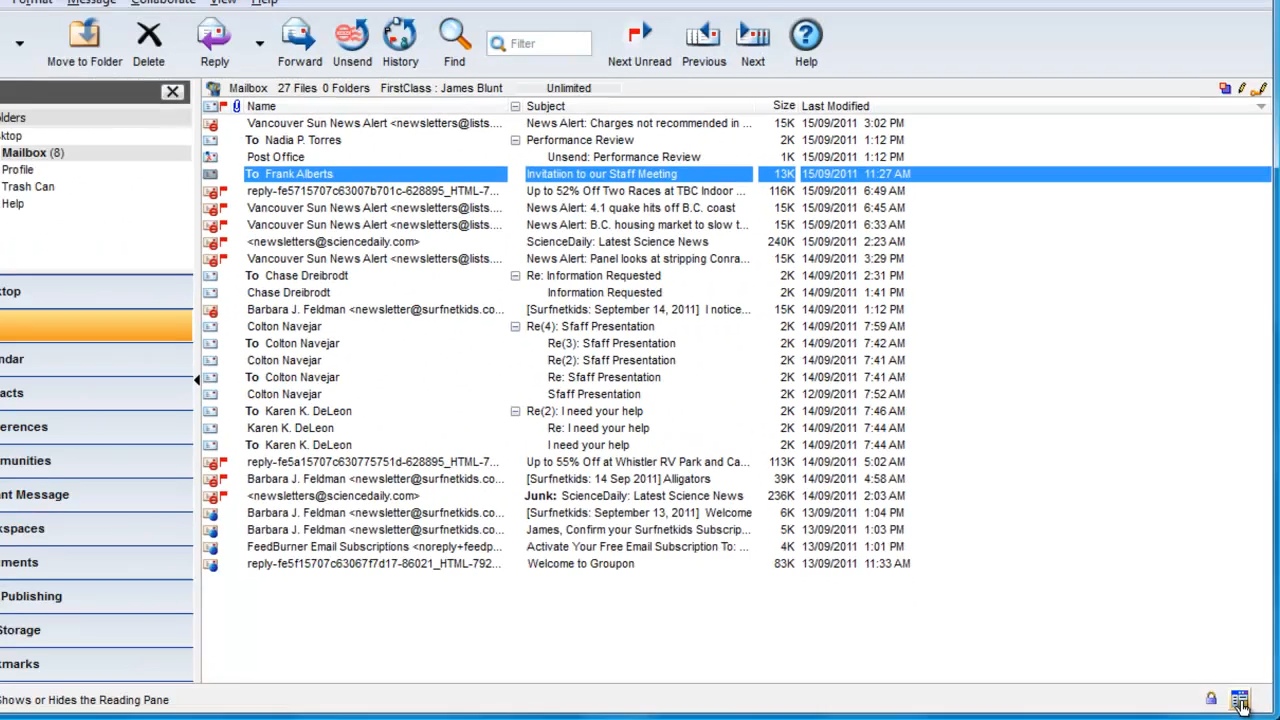 Format Message Collaborate View Help
Move to Folder Delete Reply Forward Unsend History Find Filter Next Unread Previous Next Help
Mailbox 27 Files 0 Folders FirstClass : James Blunt Unlimited
Name Subject Size Last Modified
Vancouver Sun News Alert <newsletters@lists.... News Alert: Charges not recommended in ... 15K 15/09/2011 3:02 PM
To Nadia P. Torres Performance Review 2K 15/09/2011 1:12 PM
Post Office Unsend: Performance Review 1K 15/09/2011 1:12 PM
To Frank Alberts Invitatiion to our Staff Meeting 13K 15/09/2011 11:27 AM
reply-fe5715707c63007b701c-628895_HTML-7... Up to 52% Off Two Races at TBC Indoor ... 116K 15/09/2011 6:49 AM
Vancouver Sun News Alert <newsletters@lists.... News Alert: 4.1 quake hits off B.C. coast 15K 15/09/2011 6:45 AM
Vancouver Sun News Alert <newsletters@lists.... News Alert: B.C. housing market to slow t... 15K 15/09/2011 6:33 AM
<newsletters@sciencedaily.com> ScienceDaily: Latest Science News 240K 15/09/2011 2:23 AM
Vancouver Sun News Alert <newsletters@lists.... News Alert: Panel looks at stripping Conra... 15K 14/09/2011 3:29 PM
To Chase Dreibrodt Re: Information Requested 2K 14/09/2011 2:31 PM
Chase Dreibrodt Information Requested 2K 14/09/2011 1:41 PM
Barbara J. Feldman <newsletter@surfnetkids.co... [Surfnetkids: September 14, 2011] I notice... 15K 14/09/2011 1:12 PM
Colton Navejar Re(4): Sfaff Presentation 2K 14/09/2011 7:59 AM
To Colton Navejar Re(3): Sfaff Presentation 2K 14/09/2011 7:42 AM
Colton Navejar Re(2): Sfaff Presentation 2K 14/09/2011 7:41 AM
To Colton Navejar Re: Sfaff Presentation 2K 14/09/2011 7:41 AM
Colton Navejar Sfaff Presentation 2K 12/09/2011 7:52 AM
To Karen K. DeLeon Re(2): I need your help 2K 14/09/2011 7:46 AM
Karen K. DeLeon Re: I need your help 2K 14/09/2011 7:44 AM
To Karen K. DeLeon I need your help 2K 14/09/2011 7:44 AM
reply-fe5a15707c630775751d-628895_HTML-7... Up to 55% Off at Whistler RV Park and Ca... 113K 14/09/2011 5:02 AM
Barbara J. Feldman <newsletter@surfnetkids.co... [Surfnetkids: 14 Sep 2011] Alligators 39K 14/09/2011 4:58 AM
<newsletters@sciencedaily.com> Junk: ScienceDaily: Latest Science News 236K 14/09/2011 2:03 AM
Barbara J. Feldman <newsletter@surfnetkids.co... [Surfnetkids: September 13, 2011] Welcome 6K 13/09/2011 1:04 PM
Barbara J. Feldman <newsletter@surfnetkids.co... James, Confirm your Surfnetkids Subscrip... 5K 13/09/2011 1:03 PM
FeedBurner Email Subscriptions <noreply+feedp... Activate Your Free Email Subscription To: ... 4K 13/09/2011 1:01 PM
reply-fe5f15707c63067f7d17-86021_HTML-792... Welcome to Groupon 83K 13/09/2011 11:33 AM
olders
sktop
Mailbox (8)
Profile
Trash Can
Help
ktop
ndar
acts
erences
munities
ant Message
kspaces
ments
Publishing
Storage
kmarks
Shows or Hides the Reading Pane